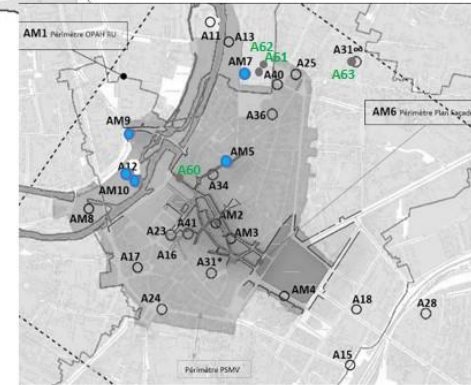 AM1 Périmètre OPAH RU
A11
A13
A62
A61
A31∞
AM7
A40
A25
A63
A36
AM6 Périmètre Plan Façade
AM9
A60
AM5
A12
AM10
A34
AM8
AM2
A23
A41
AM3
A16
A17
A31*
AM4
A24
A18
A28
A15
Périmètre PSMV